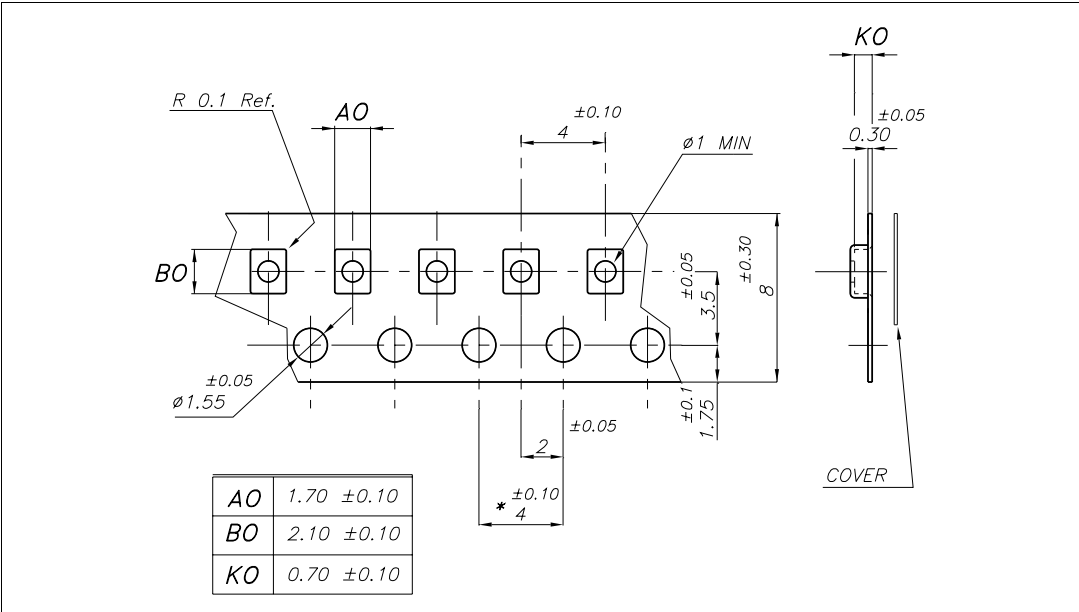 KO
±0.05
0.30
R 0.1 Ref.
AO
±0.10
4
ø1 MIN
BO
±0.05
3.5
±0.30
8
±0.05
ø1.55
±0.1
1.75
±0.05
2
±0.10
* 4
COVER
AO 1.70 ±0.10
BO 2.10 ±0.10
KO 0.70 ±0.10